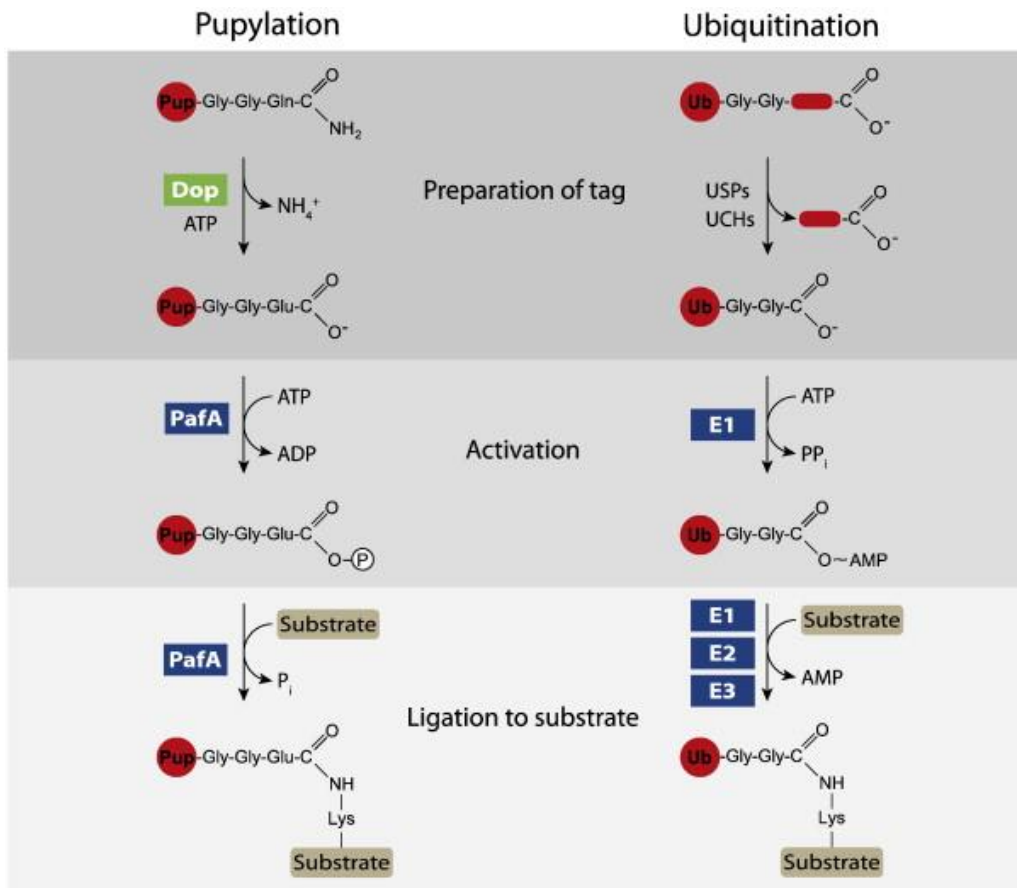 Pupylation Ubiquitination
Pup-Gly-Gly-Gln-C O NH2
Ub-Gly-Gly- -C O O-
Dop
ATP
NH4+
Preparation of tag
USPs
UCHs
C O O-
Pup-Gly-Gly-Glu-C O O-
Ub-Gly-Gly-C O O-
PafA
ATP
ADP
Activation
E1
ATP
PPi
Pup-Gly-Gly-Glu-C O O-P
Ub-Gly-Gly-C O O~AMP
PafA
Substrate
Pi
Ligation to substrate
E1
E2
E3
Substrate
AMP
Pup-Gly-Gly-Glu-C O NH
Lys
Substrate
Ub-Gly-Gly-C O NH
Lys
Substrate